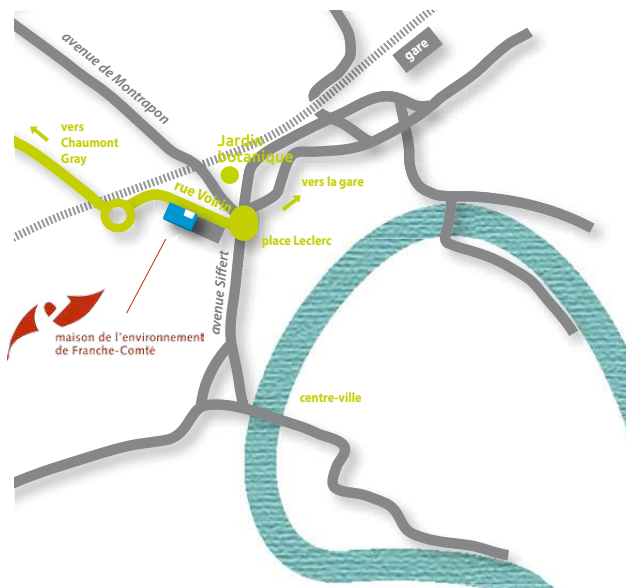 avenue de Montrapon
gare
vers
Chaumont
Gray
Jardin
botanique
rue Voirin
vers la gare
place Leclerc
avenue Siffert
maison de l'environnement
de Franche-Comté
centre-ville